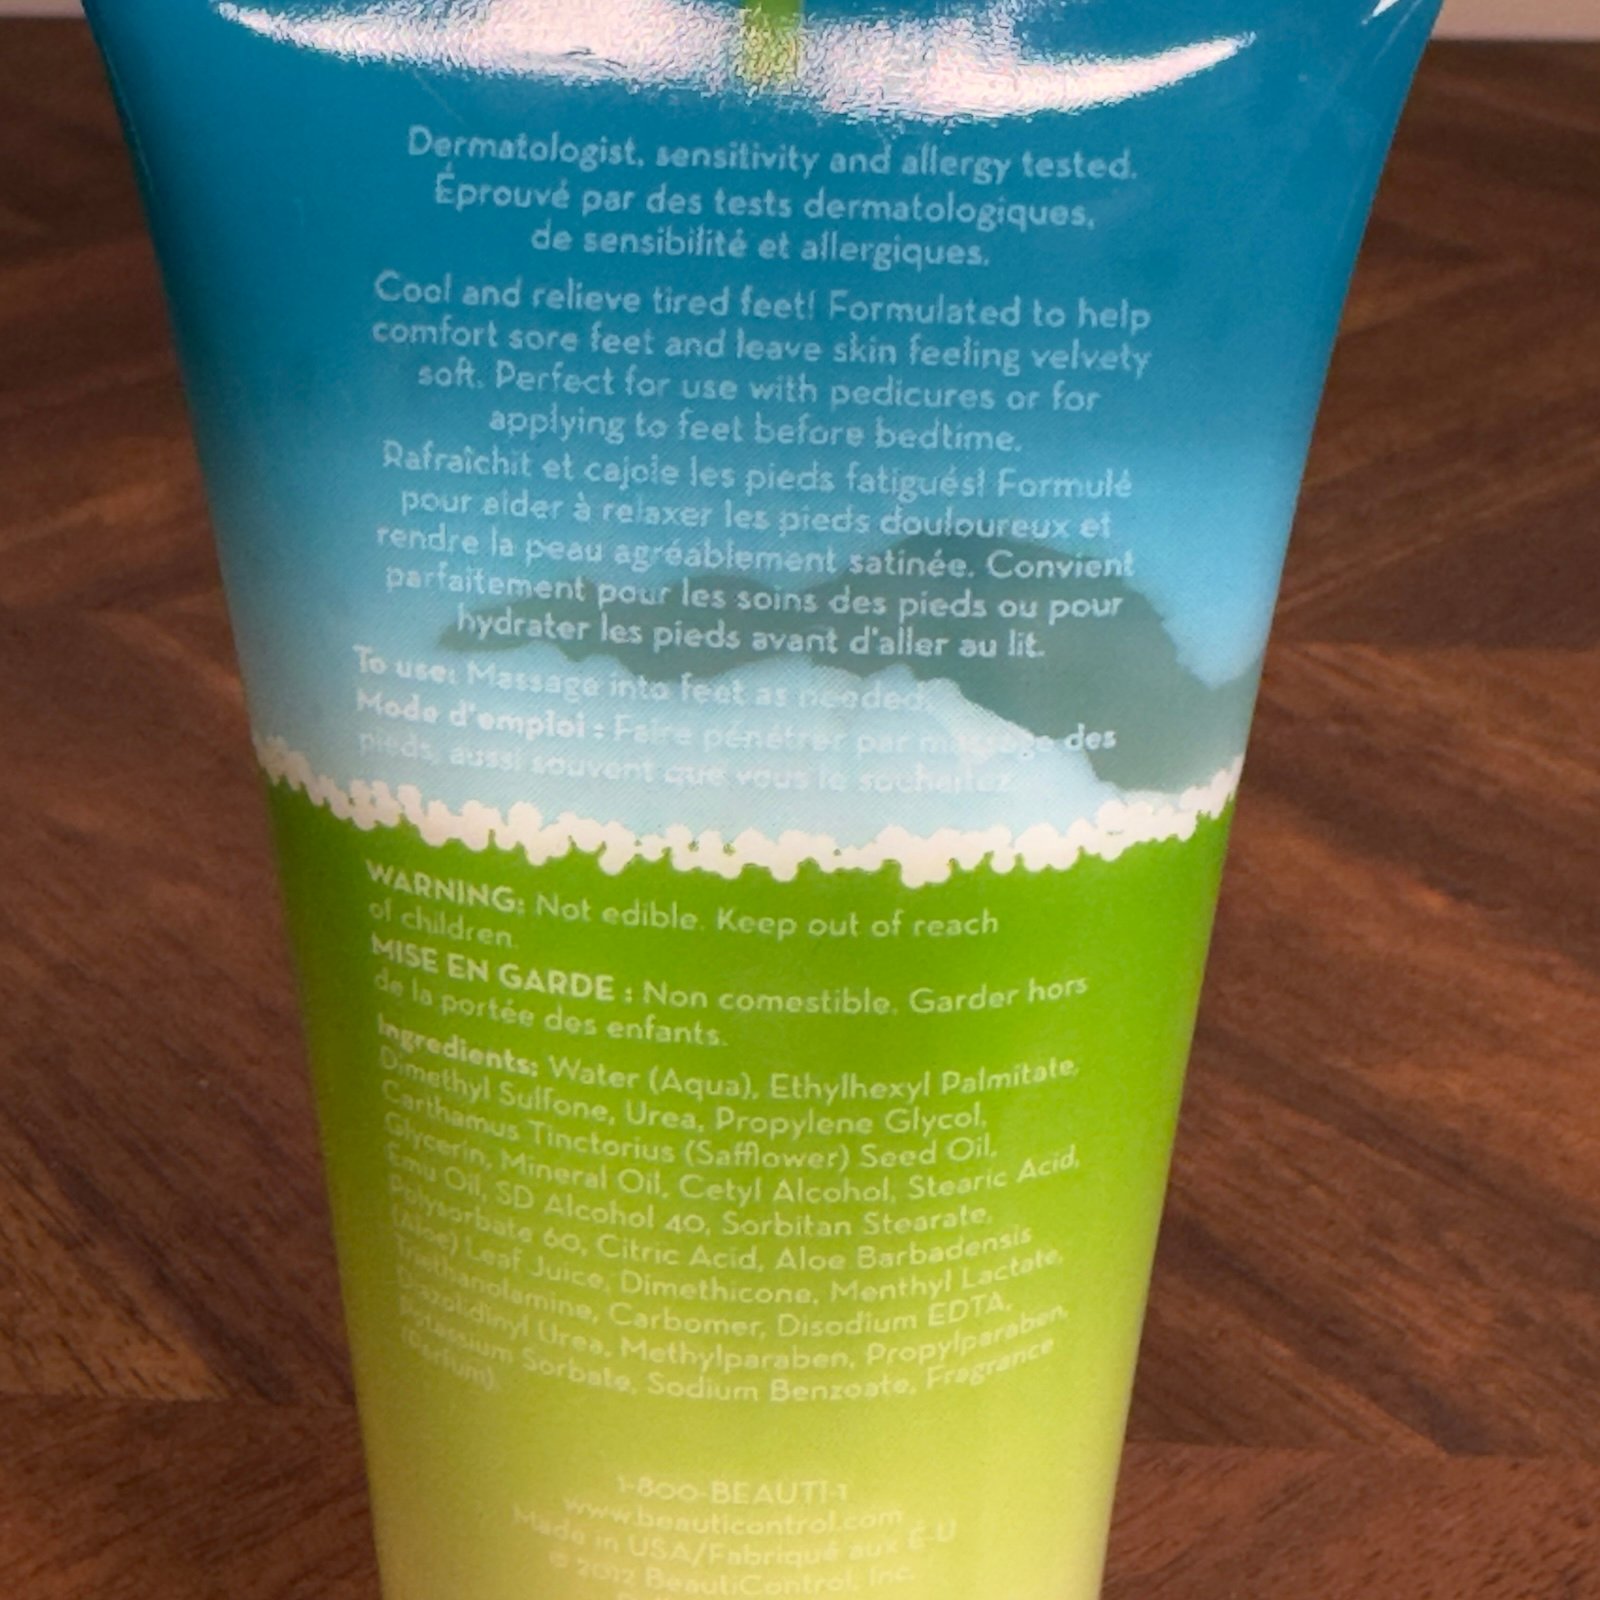 Dermatologist, sensitivity and allergy tested.
Éprouvé par des tests dermatologiques,
de sensibilité et allergiques.
Cool and relieve tired feet! Formulated to help
comfort sore feet and leave skin feeling velvety
soft. Perfect for use with pedicures or for
applying to feet before bedtime.
Rafraîchit et cajole les pieds fatigués! Formulé
pour aider à relaxer les pieds douloureux et
rendre la peau agréablement satinée. Convient
parfaitement pour les soins des pieds ou pour
hydrater les pieds avant d'aller au lit.
To use: Massage into feet as needed.
Mode d'emploi : Faire pénétrer par massage des
pieds, aussi souvent que vous le souhaitez
WARNING: Not edible. Keep out of reach
of children.
MISE EN GARDE : Non comestible. Garder hors
de la portée des enfants.
Ingredients: Water (Aqua), Ethylhexyl Palmitate,
Dimethyl Sulfone, Urea, Propylene Glycol,
Carthamus Tinctorius (Safflower) Seed Oil,
Glycerin, Mineral Oil, Cetyl Alcohol, Stearic Acid,
Emu Oil, SD Alcohol 40, Sorbitan Stearate,
Polysorbate 60, Citric Acid, Aloe Barbadensis
(Aloe) Leaf Juice, Dimethicone, Menthyl Lactate,
Triethanolamine, Carbomer, Disodium EDTA,
Diazolidinyl Urea, Methylparaben, Propylparaben,
Potassium Sorbate, Sodium Benzoate, Fragrance
(Parfum).
1-800-BEAUTI-1
www.beauticontrol.com
Made in USA/Fabriqué aux É-U
© 2012 BeautiControl, Inc.